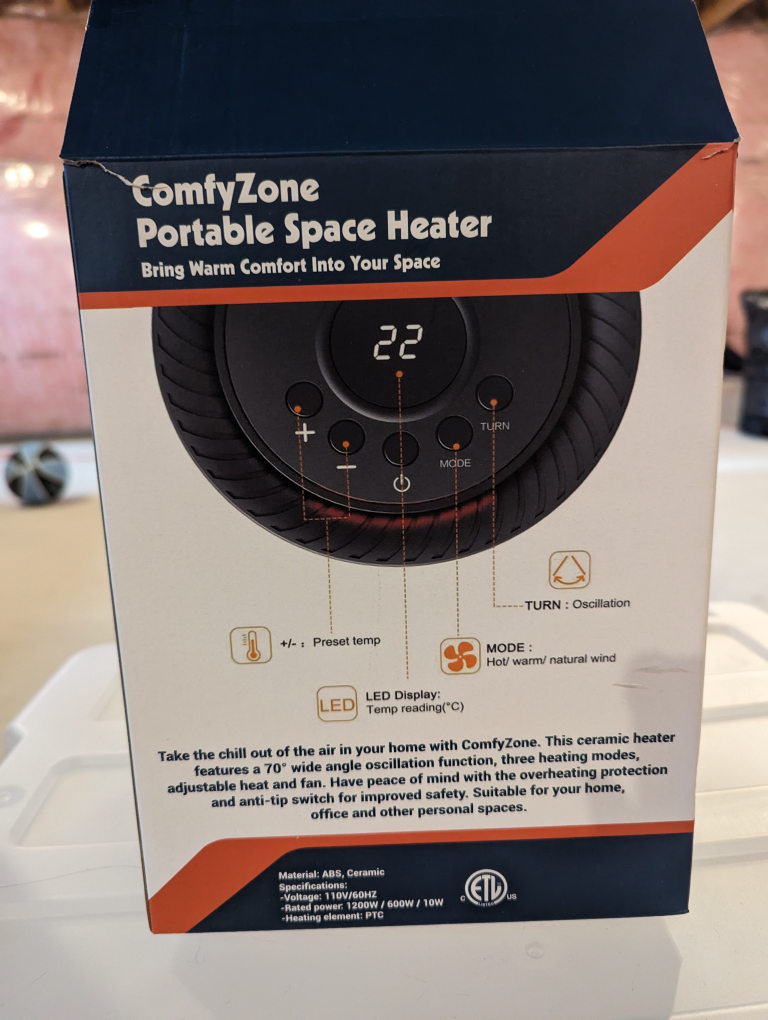 ComfyZone
Portable Space Heater
Bring Warm Comfort Into Your Space
22
+
−
TURN
MODE
TURN : Oscillation
+/- : Preset temp
MODE :
Hot/ warm/ natural wind
LED
LED Display:
Temp reading(°C)
Take the chill out of the air in your home with ComfyZone. This ceramic heater
features a 70° wide angle oscillation function, three heating modes,
adjustable heat and fan. Have peace of mind with the overheating protection
and anti-tip switch for improved safety. Suitable for your home,
office and other personal spaces.
Material: ABS, Ceramic
Specifications:
-Voltage: 110V/60HZ
-Rated power: 1200W / 600W / 10W
-Heating element: PTC
C ETL US